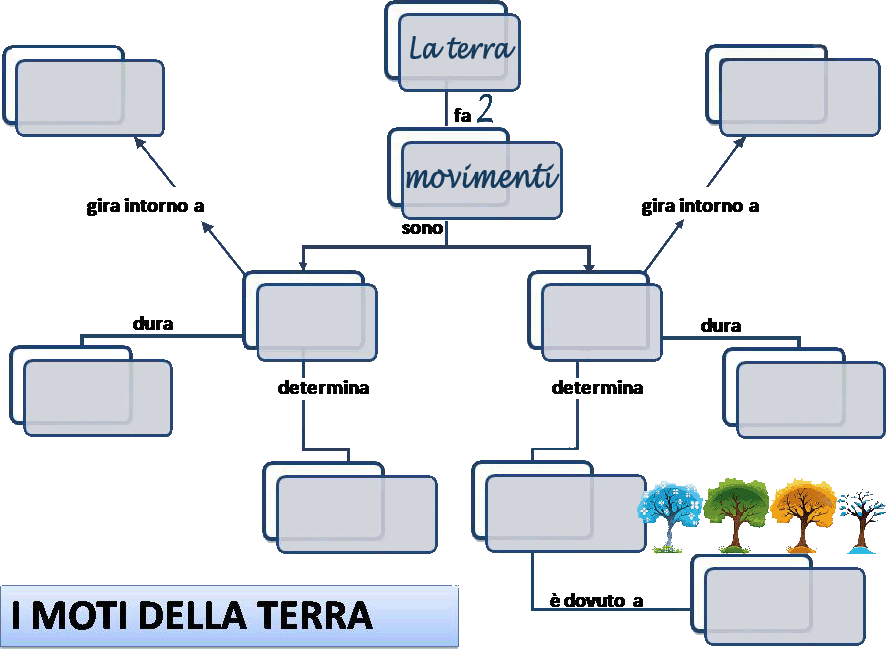 La terra
fa 2
movimenti
sono
gira intorno a
gira intorno a
dura
dura
determina
determina
è dovuto a
I MOTI DELLA TERRA